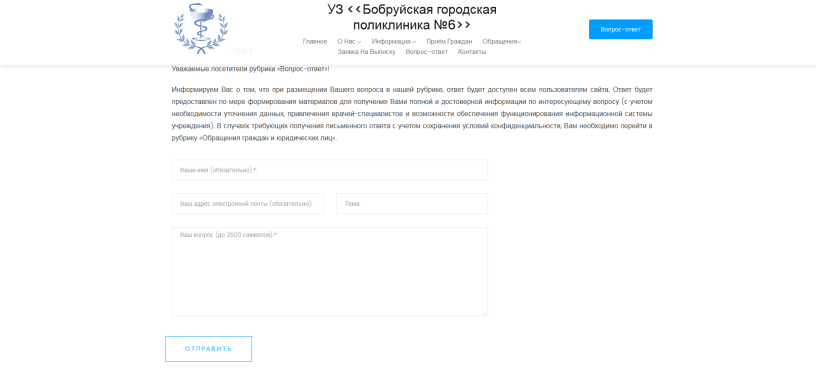 УЗ <<Бобруйская городская
поликлиника №6>>
Вопрос-ответ
Главное О Нас Информация Приём Граждан Обращения
Заявка На Выписку Вопрос-ответ Контакты
Уважаемые посетители рубрики «Вопрос-ответ»!
Информируем Вас о том, что при размещении Вашего вопроса в нашей рубрике, ответ будет доступен всем пользователям сайта. Ответ будет
предоставлен по мере формирования материалов для получения Вами полной и достоверной информации по интересующему вопросу (с учетом
необходимости уточнения данных, привлечения врачей-специалистов и возможности обеспечения функционирования информационной системы
учреждения). В случаях требующих получения письменного ответа с учетом сохранения условий конфиденциальности, Вам необходимо перейти в
рубрику «Обращения граждан и юридических лиц».
Ваше имя (обязательно)*:
Ваш адрес электронной почты (обязательно) Тема
Ваш вопрос (до 2500 символов):*
ОТПРАВИТЬ